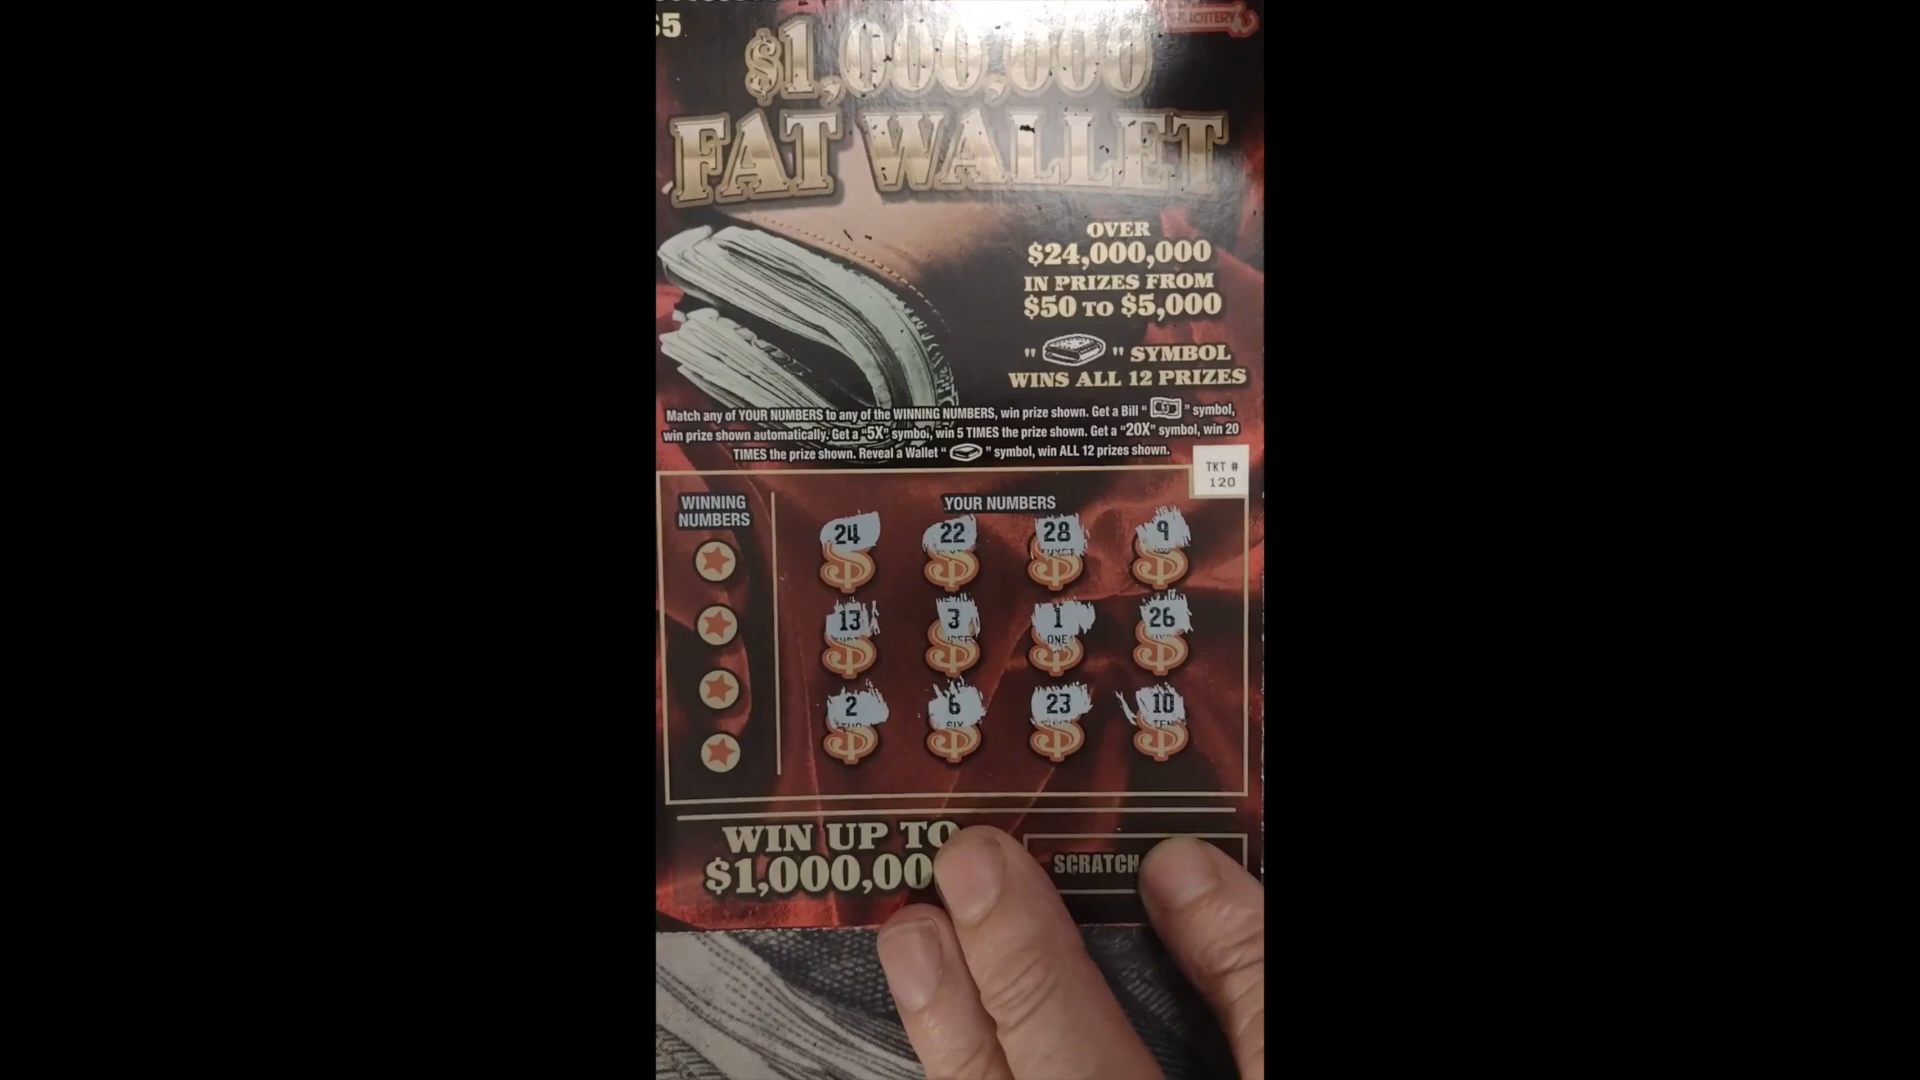 $5
LOTTERY
$1,000,000
FAT WALLET
OVER
$24,000,000
IN PRIZES FROM
$50 TO $5,000
" " SYMBOL
WINS ALL 12 PRIZES
Match any of YOUR NUMBERS to any of the WINNING NUMBERS, win prize shown. Get a Bill “ ” symbol,
win prize shown automatically. Get a “5X” symbol, win 5 TIMES the prize shown. Get a “20X” symbol, win 20
TIMES the prize shown. Reveal a Wallet “ ” symbol, win ALL 12 prizes shown.
TKT #
120
WINNING
NUMBERS
YOUR NUMBERS
24 22 28 9
$ $ $ $
13 3 1 26
ONE
$ $ $ $
2 6 23 10
SIX TEN
$ $ $ $
WIN UP TO
$1,000,00
SCRATCH